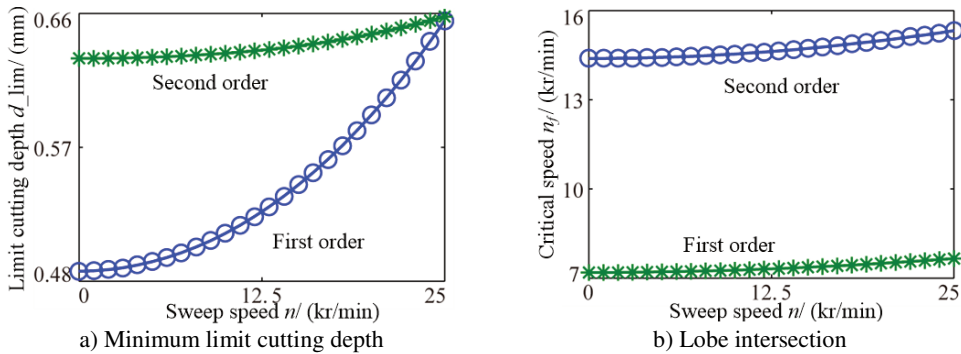 Limit cutting depth d_lim/ (mm)
0.66
0.57
0.48
Second order
First order
0
12.5
25
Sweep speed n/ (kr/min)
a) Minimum limit cutting depth
Critical speed nf/ (kr/min)
16
13
10
7
Second order
First order
0
12.5
25
Sweep speed n/ (kr/min)
b) Lobe intersection